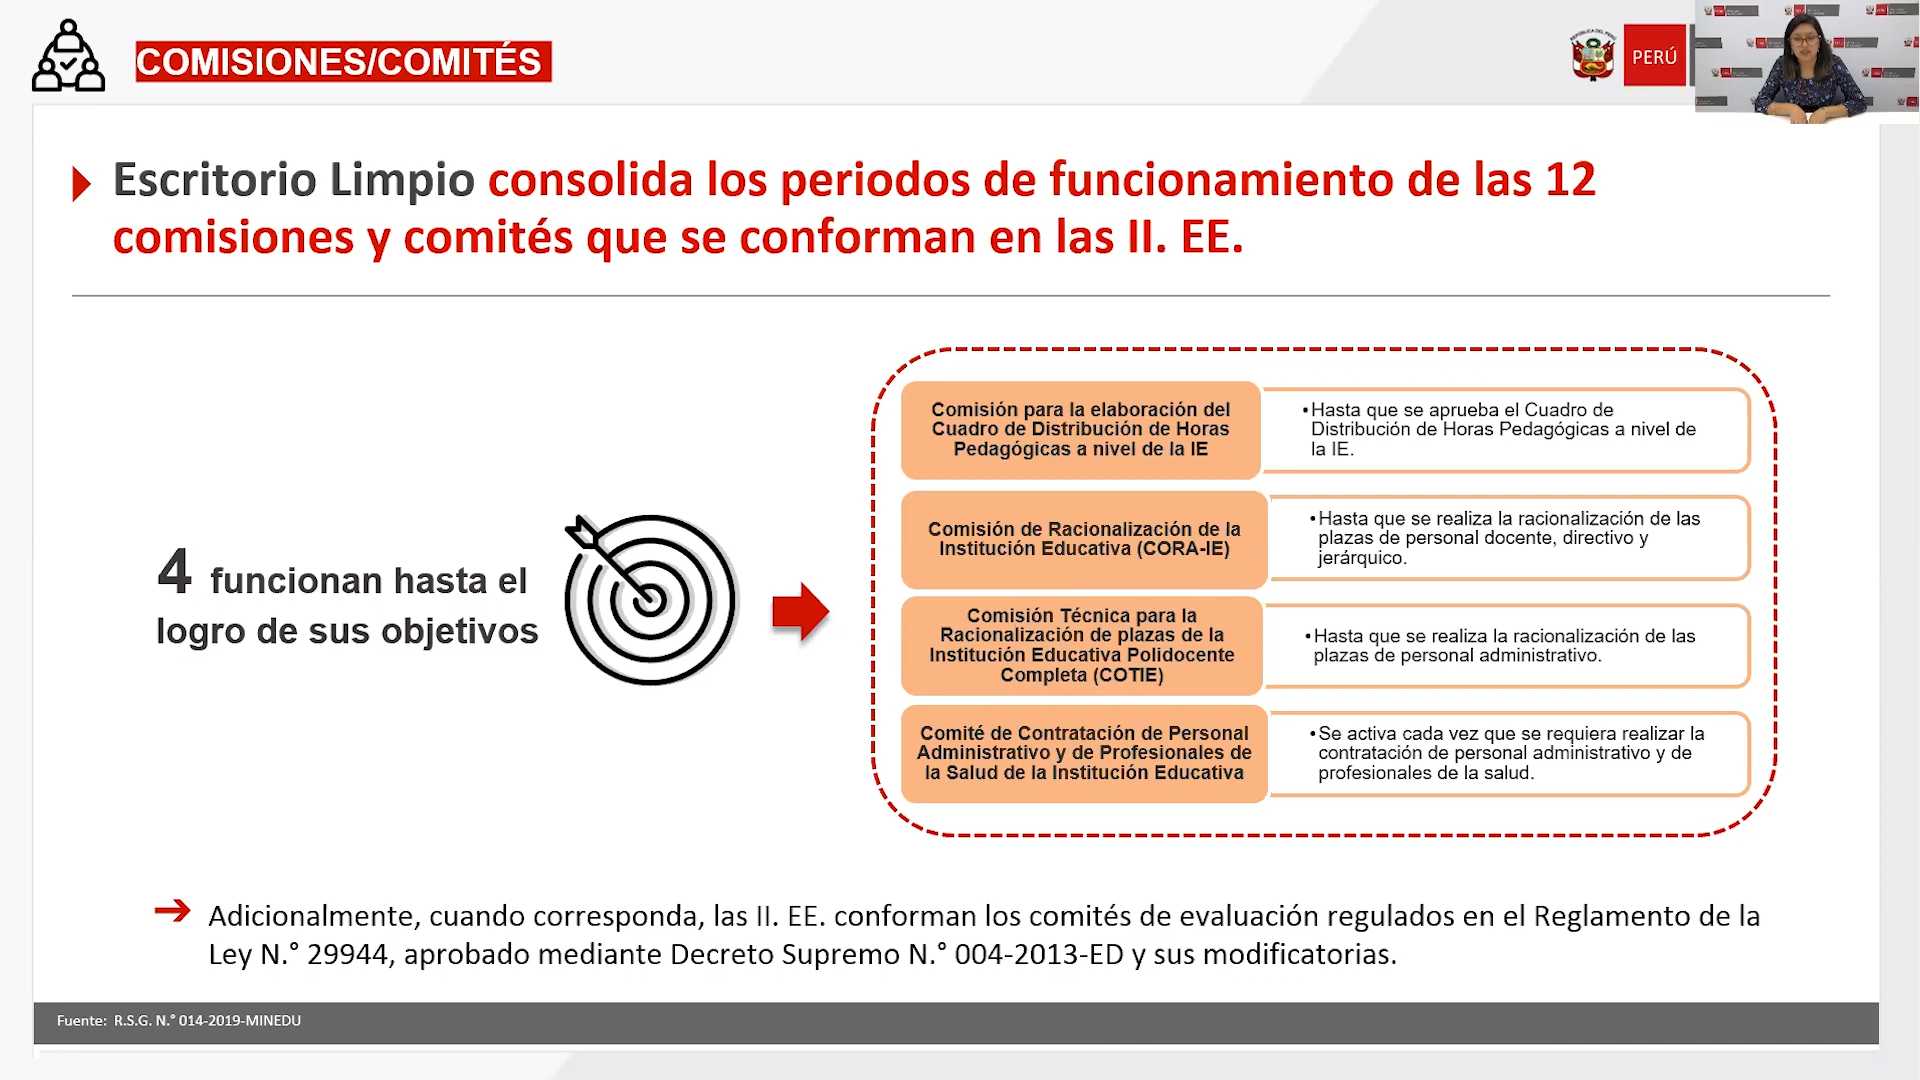 COMISIONES/COMITÉS
PERÚ
Escritorio Limpio consolida los periodos de funcionamiento de las 12
comisiones y comités que se conforman en las II. EE.
4 funcionan hasta el
logro de sus objetivos
Comisión para la elaboración del
Cuadro de Distribución de Horas
Pedagógicas a nivel de la IE
•Hasta que se aprueba el Cuadro de
Distribución de Horas Pedagógicas a nivel de
la IE.
Comisión de Racionalización de la
Institución Educativa (CORA-IE)
•Hasta que se realiza la racionalización de las
plazas de personal docente, directivo y
jerárquico.
Comisión Técnica para la
Racionalización de plazas de la
Institución Educativa Polidocente
Completa (COTIE)
•Hasta que se realiza la racionalización de las
plazas de personal administrativo.
Comité de Contratación de Personal
Administrativo y de Profesionales de
la Salud de la Institución Educativa
•Se activa cada vez que se requiera realizar la
contratación de personal administrativo y de
profesionales de la salud.
Adicionalmente, cuando corresponda, las II. EE. conforman los comités de evaluación regulados en el Reglamento de la
Ley N.° 29944, aprobado mediante Decreto Supremo N.° 004-2013-ED y sus modificatorias.
Fuente: R.S.G. N.° 014-2019-MINEDU